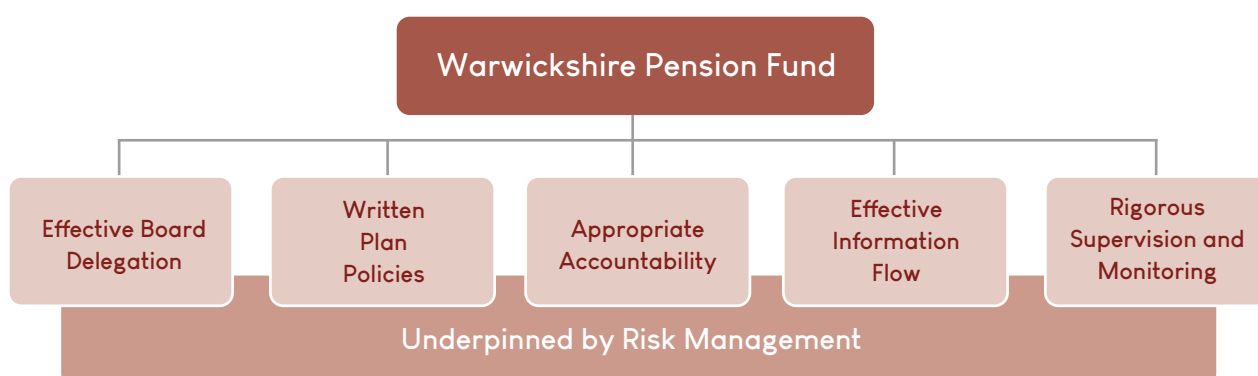 Warwickshire Pension Fund
Effective Board
Delegation
Written
Plan
Policies
Appropriate
Accountability
Effective
Information
Flow
Rigorous
Supervision and
Monitoring
Underpinned by Risk Management